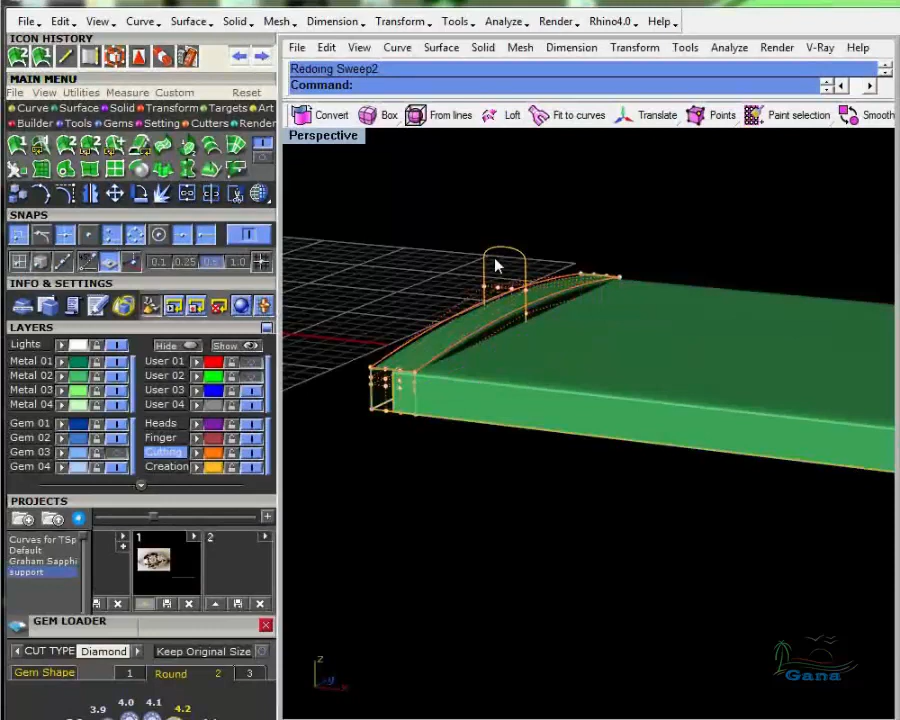 File Edit View Curve Surface Solid Mesh Dimension Transform Tools Analyze Render Rhino4.0 Help
ICON HISTORY
MAIN MENU
File View Utilities Measure Custom Reset
Curve Surface Solid Transform Targets Art
Builder Tools Gems Setting Cutters Render
SNAPS
0.1 0.25 0.5 1.0
INFO & SETTINGS
LAYERS
Lights Hide Show
Metal 01 User 01
Metal 02 User 02
Metal 03 User 03
Metal 04 User 04
Gem 01 Heads
Gem 02 Finger
Gem 03 Cutting
Gem 04 Creation
PROJECTS
Curves for TSp
Default
Graham Sapphi
support
1 2
GEM LOADER
CUT TYPE Diamond Keep Original Size
Gem Shape 1 Round 2 3
3.9 4.0 4.1 4.2
File Edit View Curve Surface Solid Mesh Dimension Transform Tools Analyze Render V-Ray Help
Redoing Sweep2
Command:
Convert Box From lines Loft Fit to curves Translate Points Paint selection Smooth
Perspective
z
x
Gana